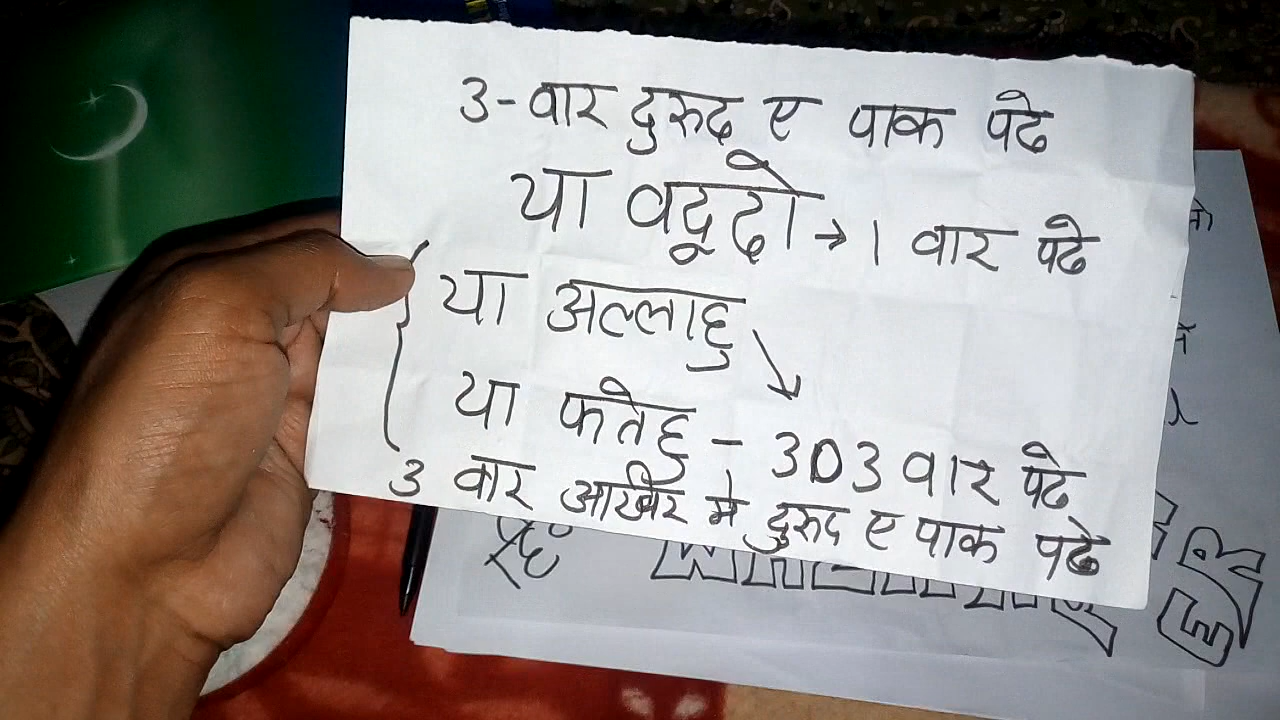 3-वार दुरुद ए पाक पढे
या वदूदो → 1 वार पढे
या अल्लाहु
या फतेहु - 303 वार पढे
3 वार आखिर मे दुरुद ए पाक पढे